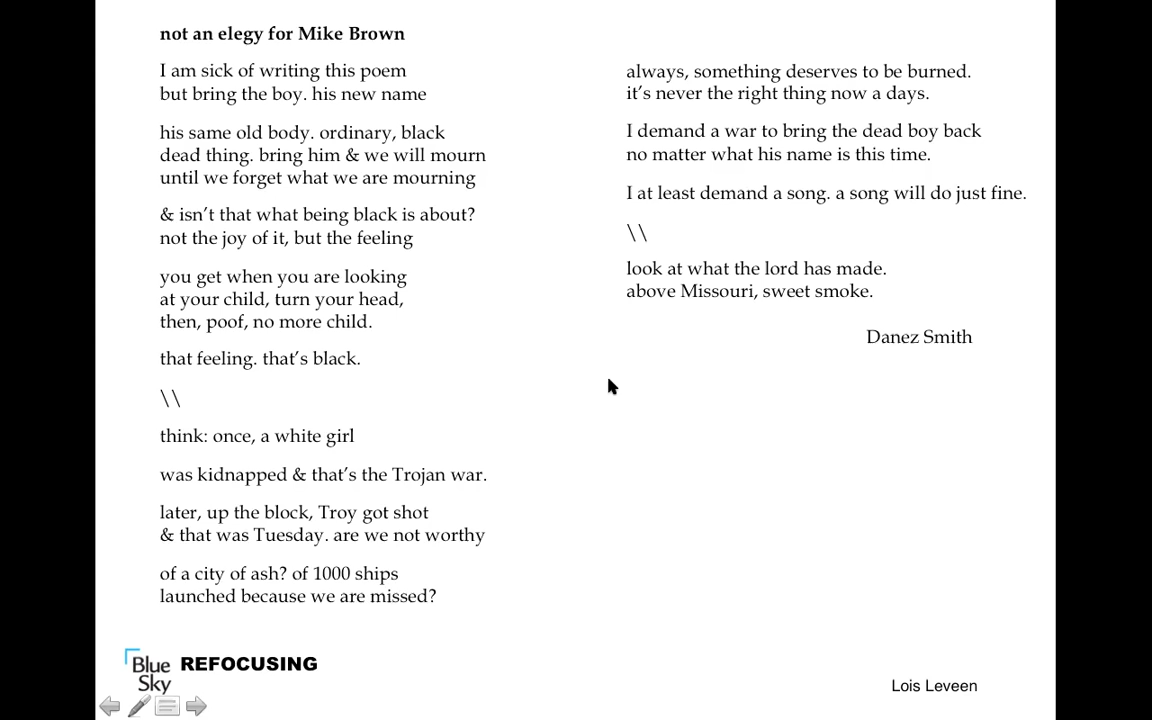 not an elegy for Mike Brown
I am sick of writing this poem
but bring the boy. his new name
his same old body. ordinary, black
dead thing. bring him & we will mourn
until we forget what we are mourning
& isn’t that what being black is about?
not the joy of it, but the feeling
you get when you are looking
at your child, turn your head,
then, poof, no more child.
that feeling. that’s black.
\\
think: once, a white girl
was kidnapped & that’s the Trojan war.
later, up the block, Troy got shot
& that was Tuesday. are we not worthy
of a city of ash? of 1000 ships
launched because we are missed?
always, something deserves to be burned.
it’s never the right thing now a days.
I demand a war to bring the dead boy back
no matter what his name is this time.
I at least demand a song. a song will do just fine.
\\
look at what the lord has made.
above Missouri, sweet smoke.
Danez Smith
Blue
Sky
REFOCUSING
Lois Leveen